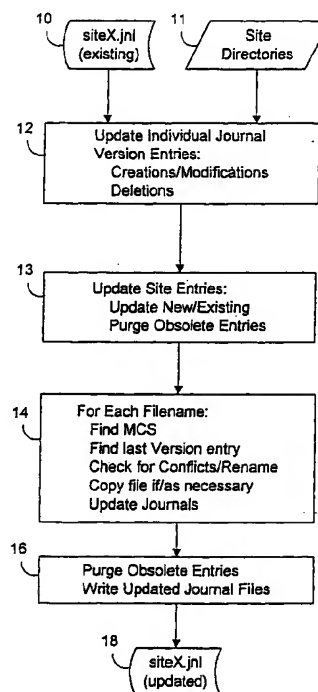 10
siteX.jnl
(existing)
11
Site
Directories
12
Update Individual Journal
Version Entries:
Creations/Modifications
Deletions
13
Update Site Entries:
Update New/Existing
Purge Obsolete Entries
14
For Each Filename:
Find MCS
Find last Version entry
Check for Conflicts/Rename
Copy file if/as necessary
Update Journals
16
Purge Obsolete Entries
Write Updated Journal Files
18
siteX.jnl
(updated)